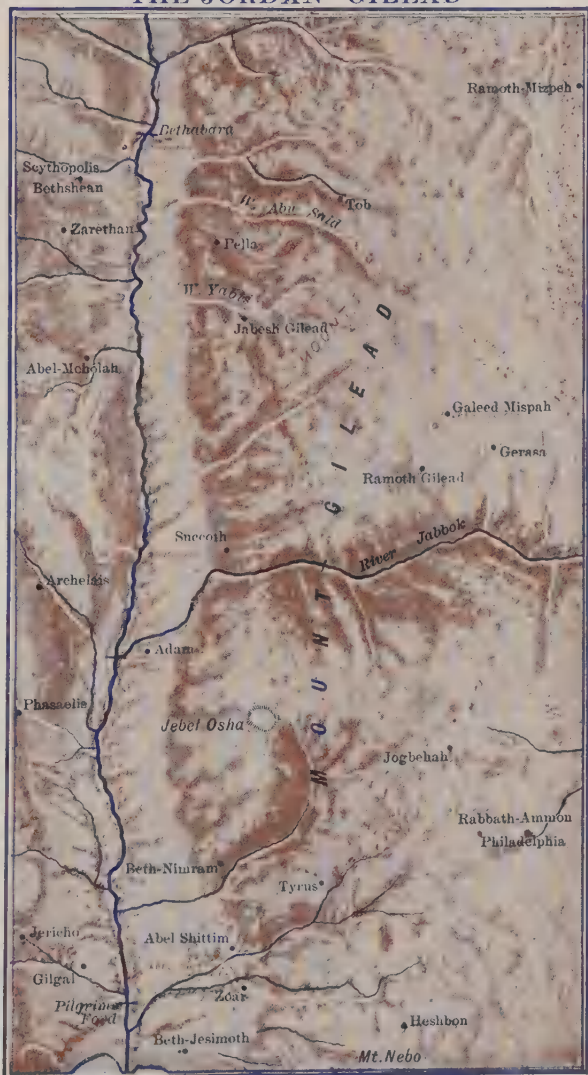 THE JORDAN GILEAD
Ramoth-Mizpeh
Bethabara
Scythopolis
Bethshean
W. Abu Said
Tob
Zarethan
Pella
W. Yabis
Jabesh Gilead
Abel-Meholah
MOUNT GILEAD
Galeed Mispah
Gerasa
Ramoth Gilead
Succoth
River Jabbok
Archelais
Adam
Phasaelis
Jebel Osha
Jogbehah
Rabbath-Ammon
Philadelphia
Beth-Nimram
Tyrus
Jericho
Abel Shittim
Gilgal
Pilgrims
Ford
Zoar
Heshbon
Beth-Jesimoth
Mt. Nebo